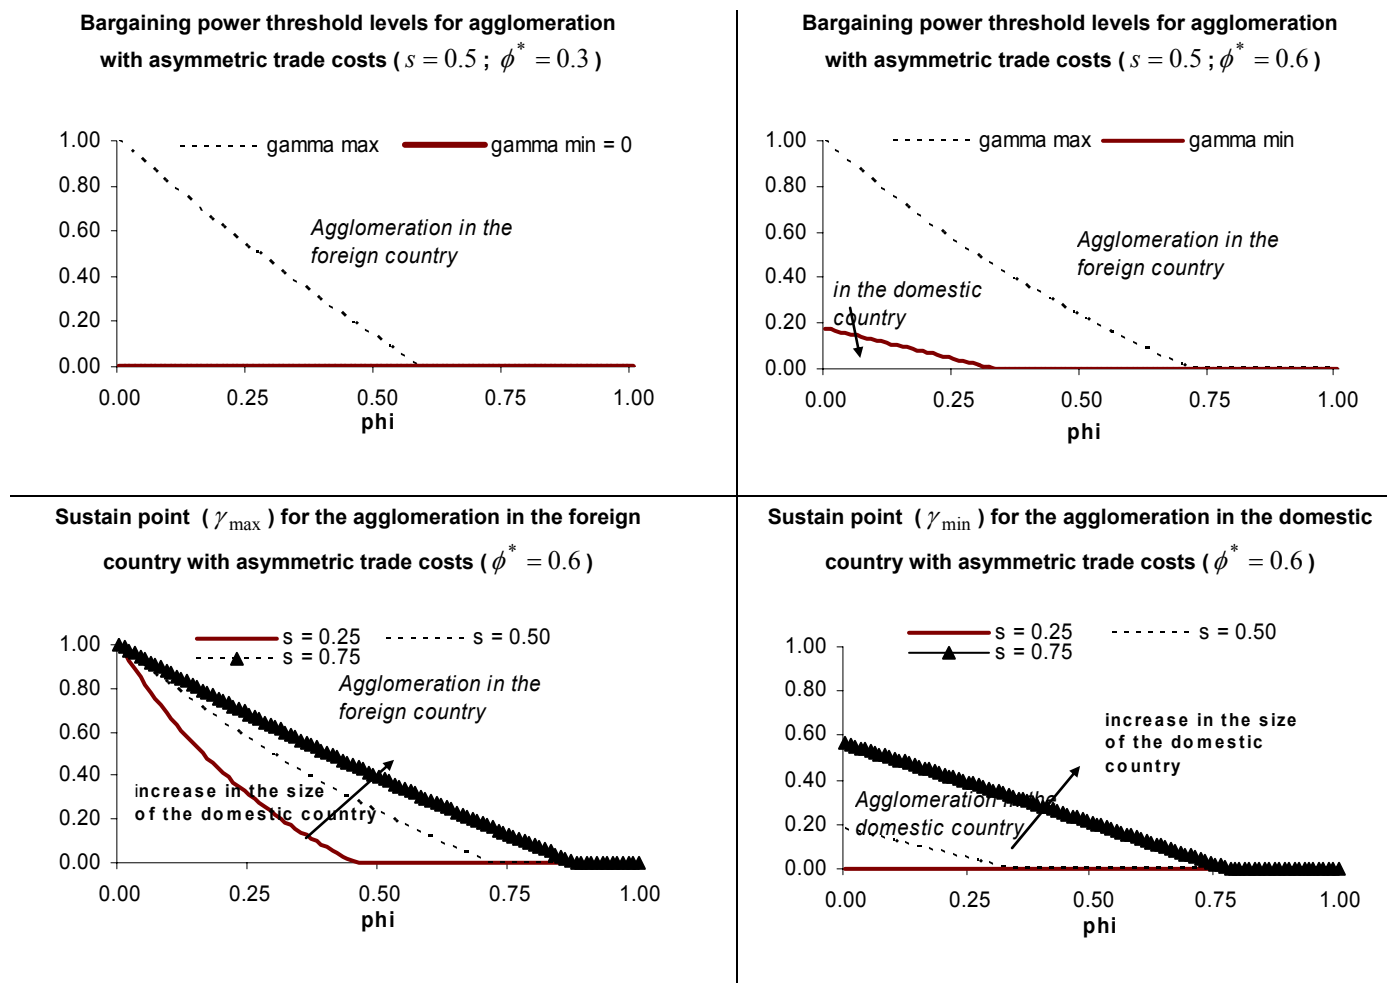 Bargaining power threshold levels for agglomeration
with asymmetric trade costs ( s = 0.5 ; ϕ* = 0.3 )
1.00
0.80
0.60
0.40
0.20
0.00
gamma max
gamma min = 0
Agglomeration in the
foreign country
0.00 0.25 0.50 0.75 1.00
phi
Bargaining power threshold levels for agglomeration
with asymmetric trade costs ( s = 0.5 ; ϕ* = 0.6 )
1.00
0.80
0.60
0.40
0.20
0.00
gamma max
gamma min
Agglomeration in the
foreign country
in the domestic
country
0.00 0.25 0.50 0.75 1.00
phi
Sustain point ( γmax ) for the agglomeration in the foreign
country with asymmetric trade costs ( ϕ* = 0.6 )
s = 0.25 s = 0.50
s = 0.75
1.00
0.80
0.60
0.40
0.20
0.00
Agglomeration in the
foreign country
increase in the size
of the domestic country
0.00 0.25 0.50 0.75 1.00
phi
Sustain point ( γmin ) for the agglomeration in the domestic
country with asymmetric trade costs ( ϕ* = 0.6 )
s = 0.25 s = 0.50
s = 0.75
1.00
0.80
0.60
0.40
0.20
0.00
increase in the size
of the domestic
country
Agglomeration in the
domestic country
0.00 0.25 0.50 0.75 1.00
phi